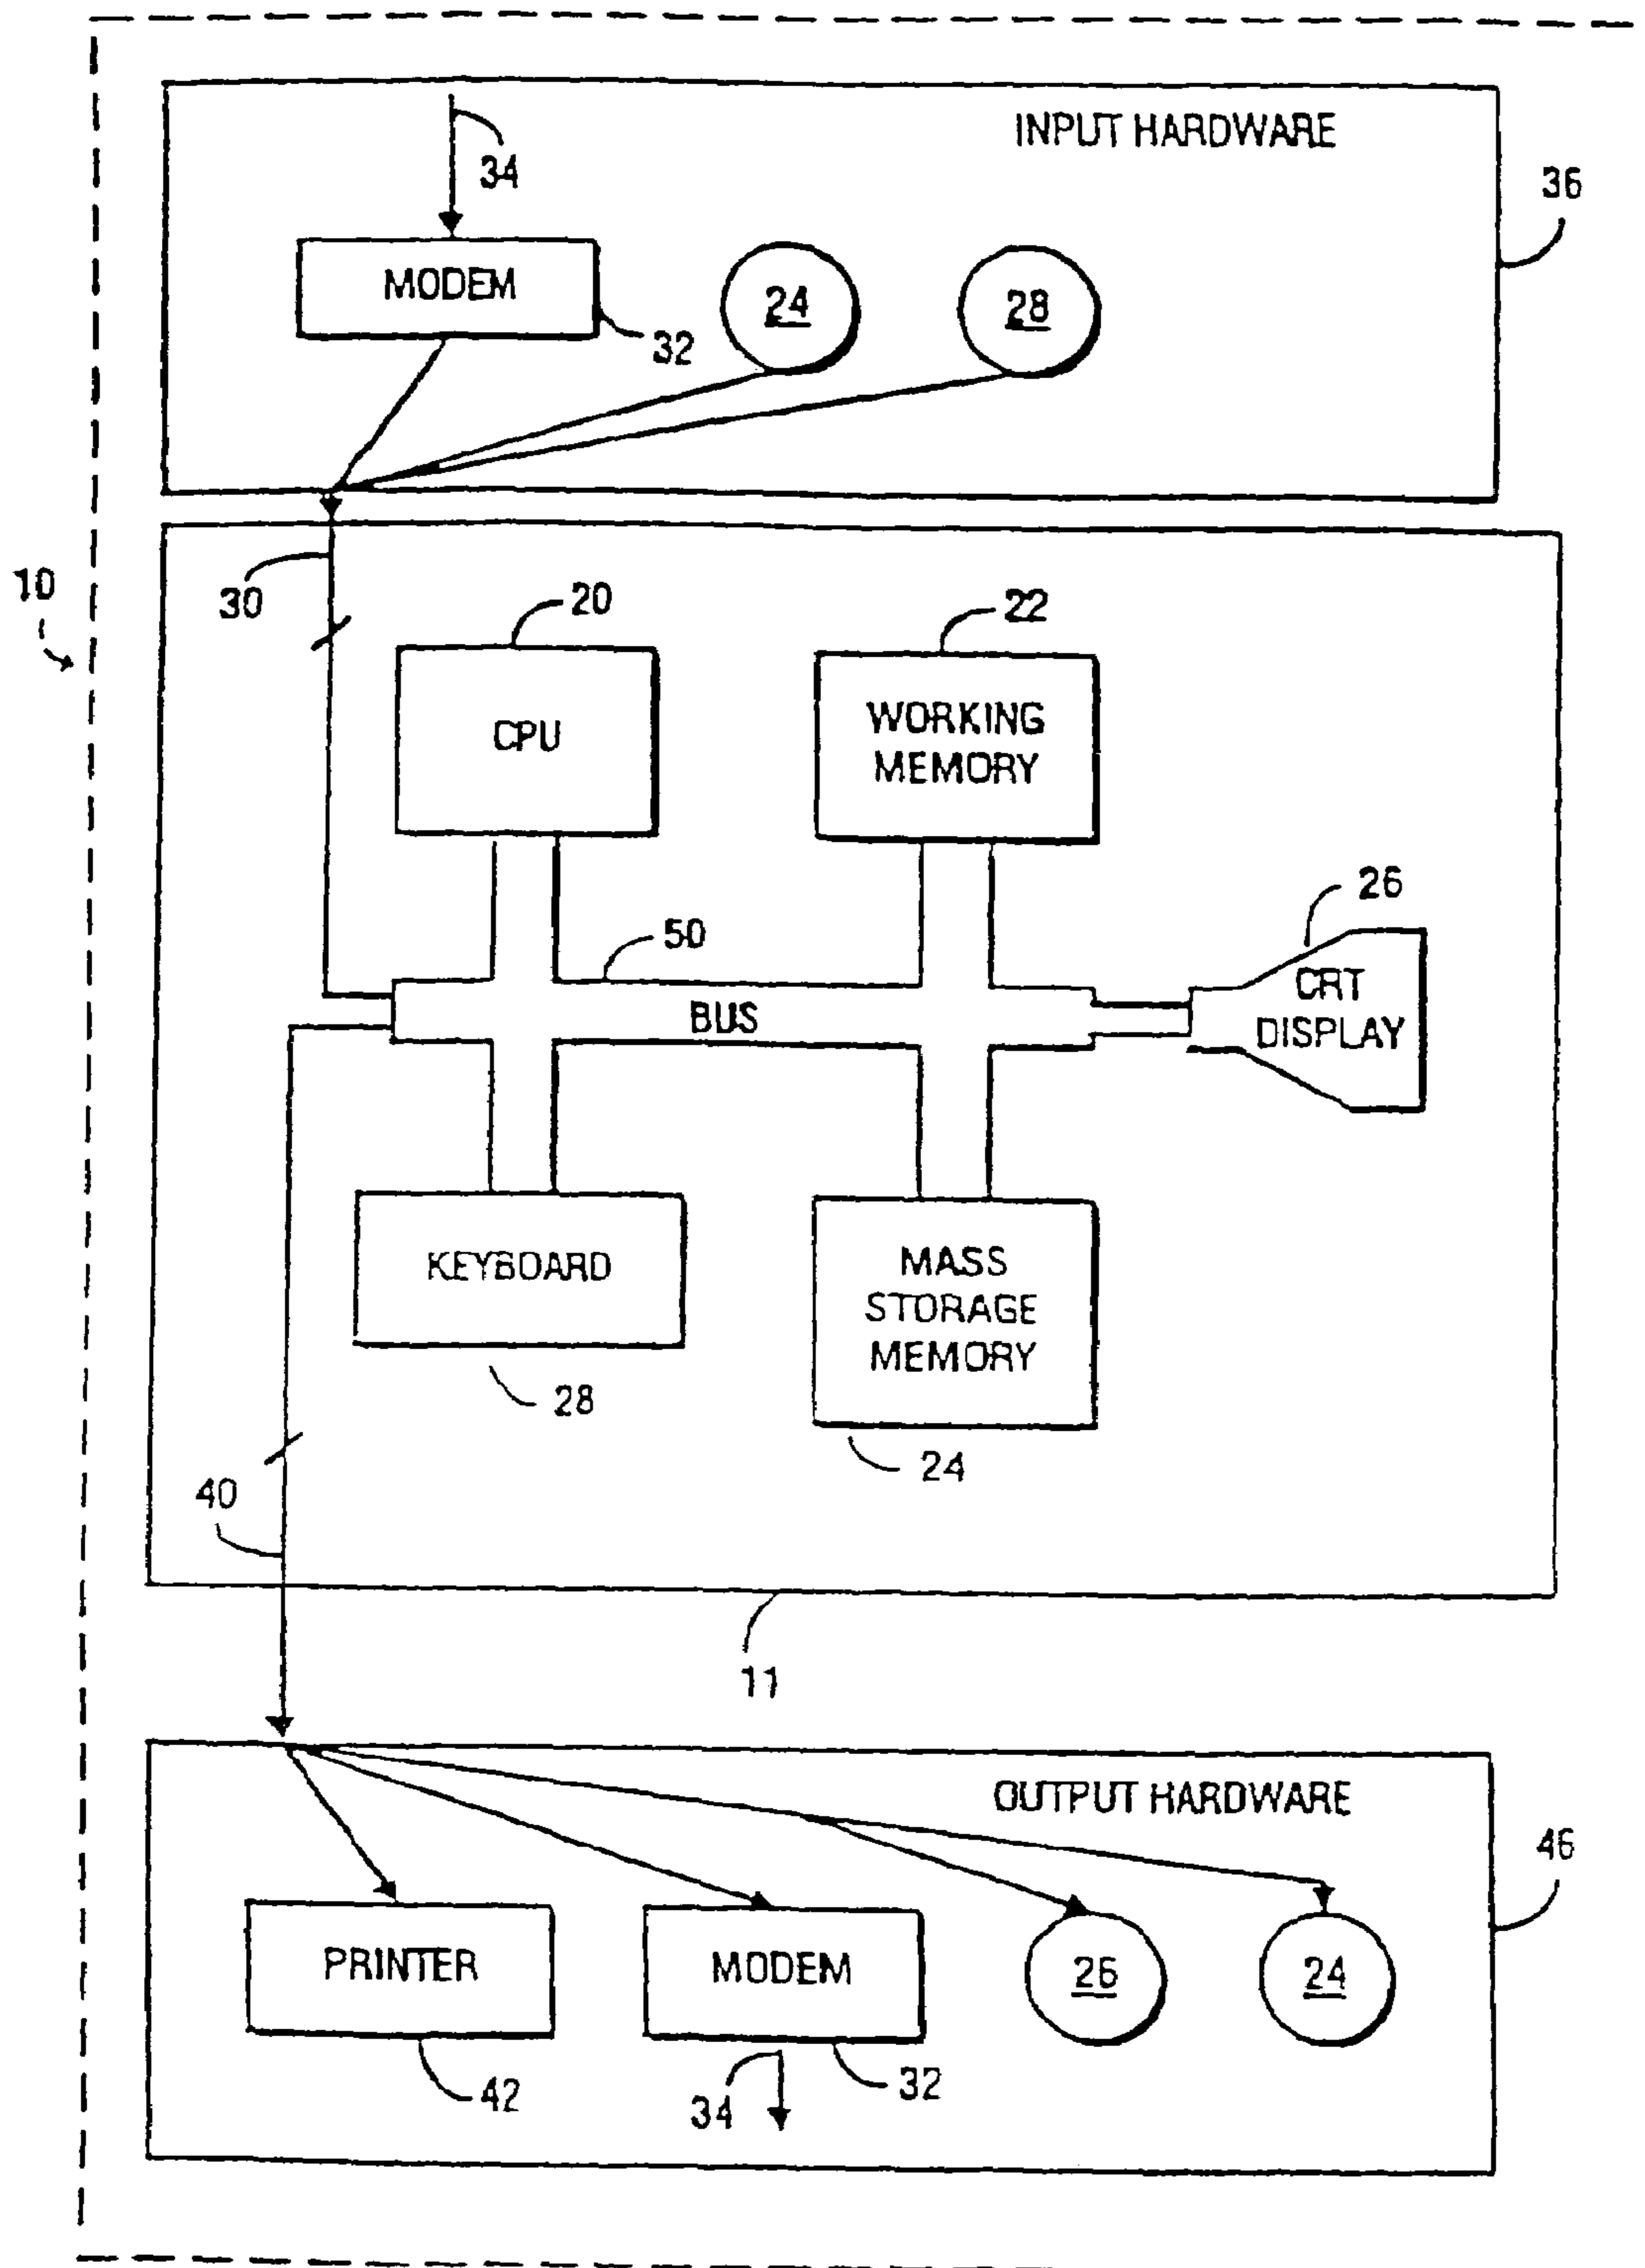 INPUT HARDWARE
34
36
MODEM
24
28
32
10
30
20
22
CPU
WORKING
MEMORY
26
50
CRT
DISPLAY
BUS
KEYBOARD
MASS
STORAGE
MEMORY
28
24
40
11
OUTPUT HARDWARE
46
PRINTER
MODEM
26
24
42
34
32